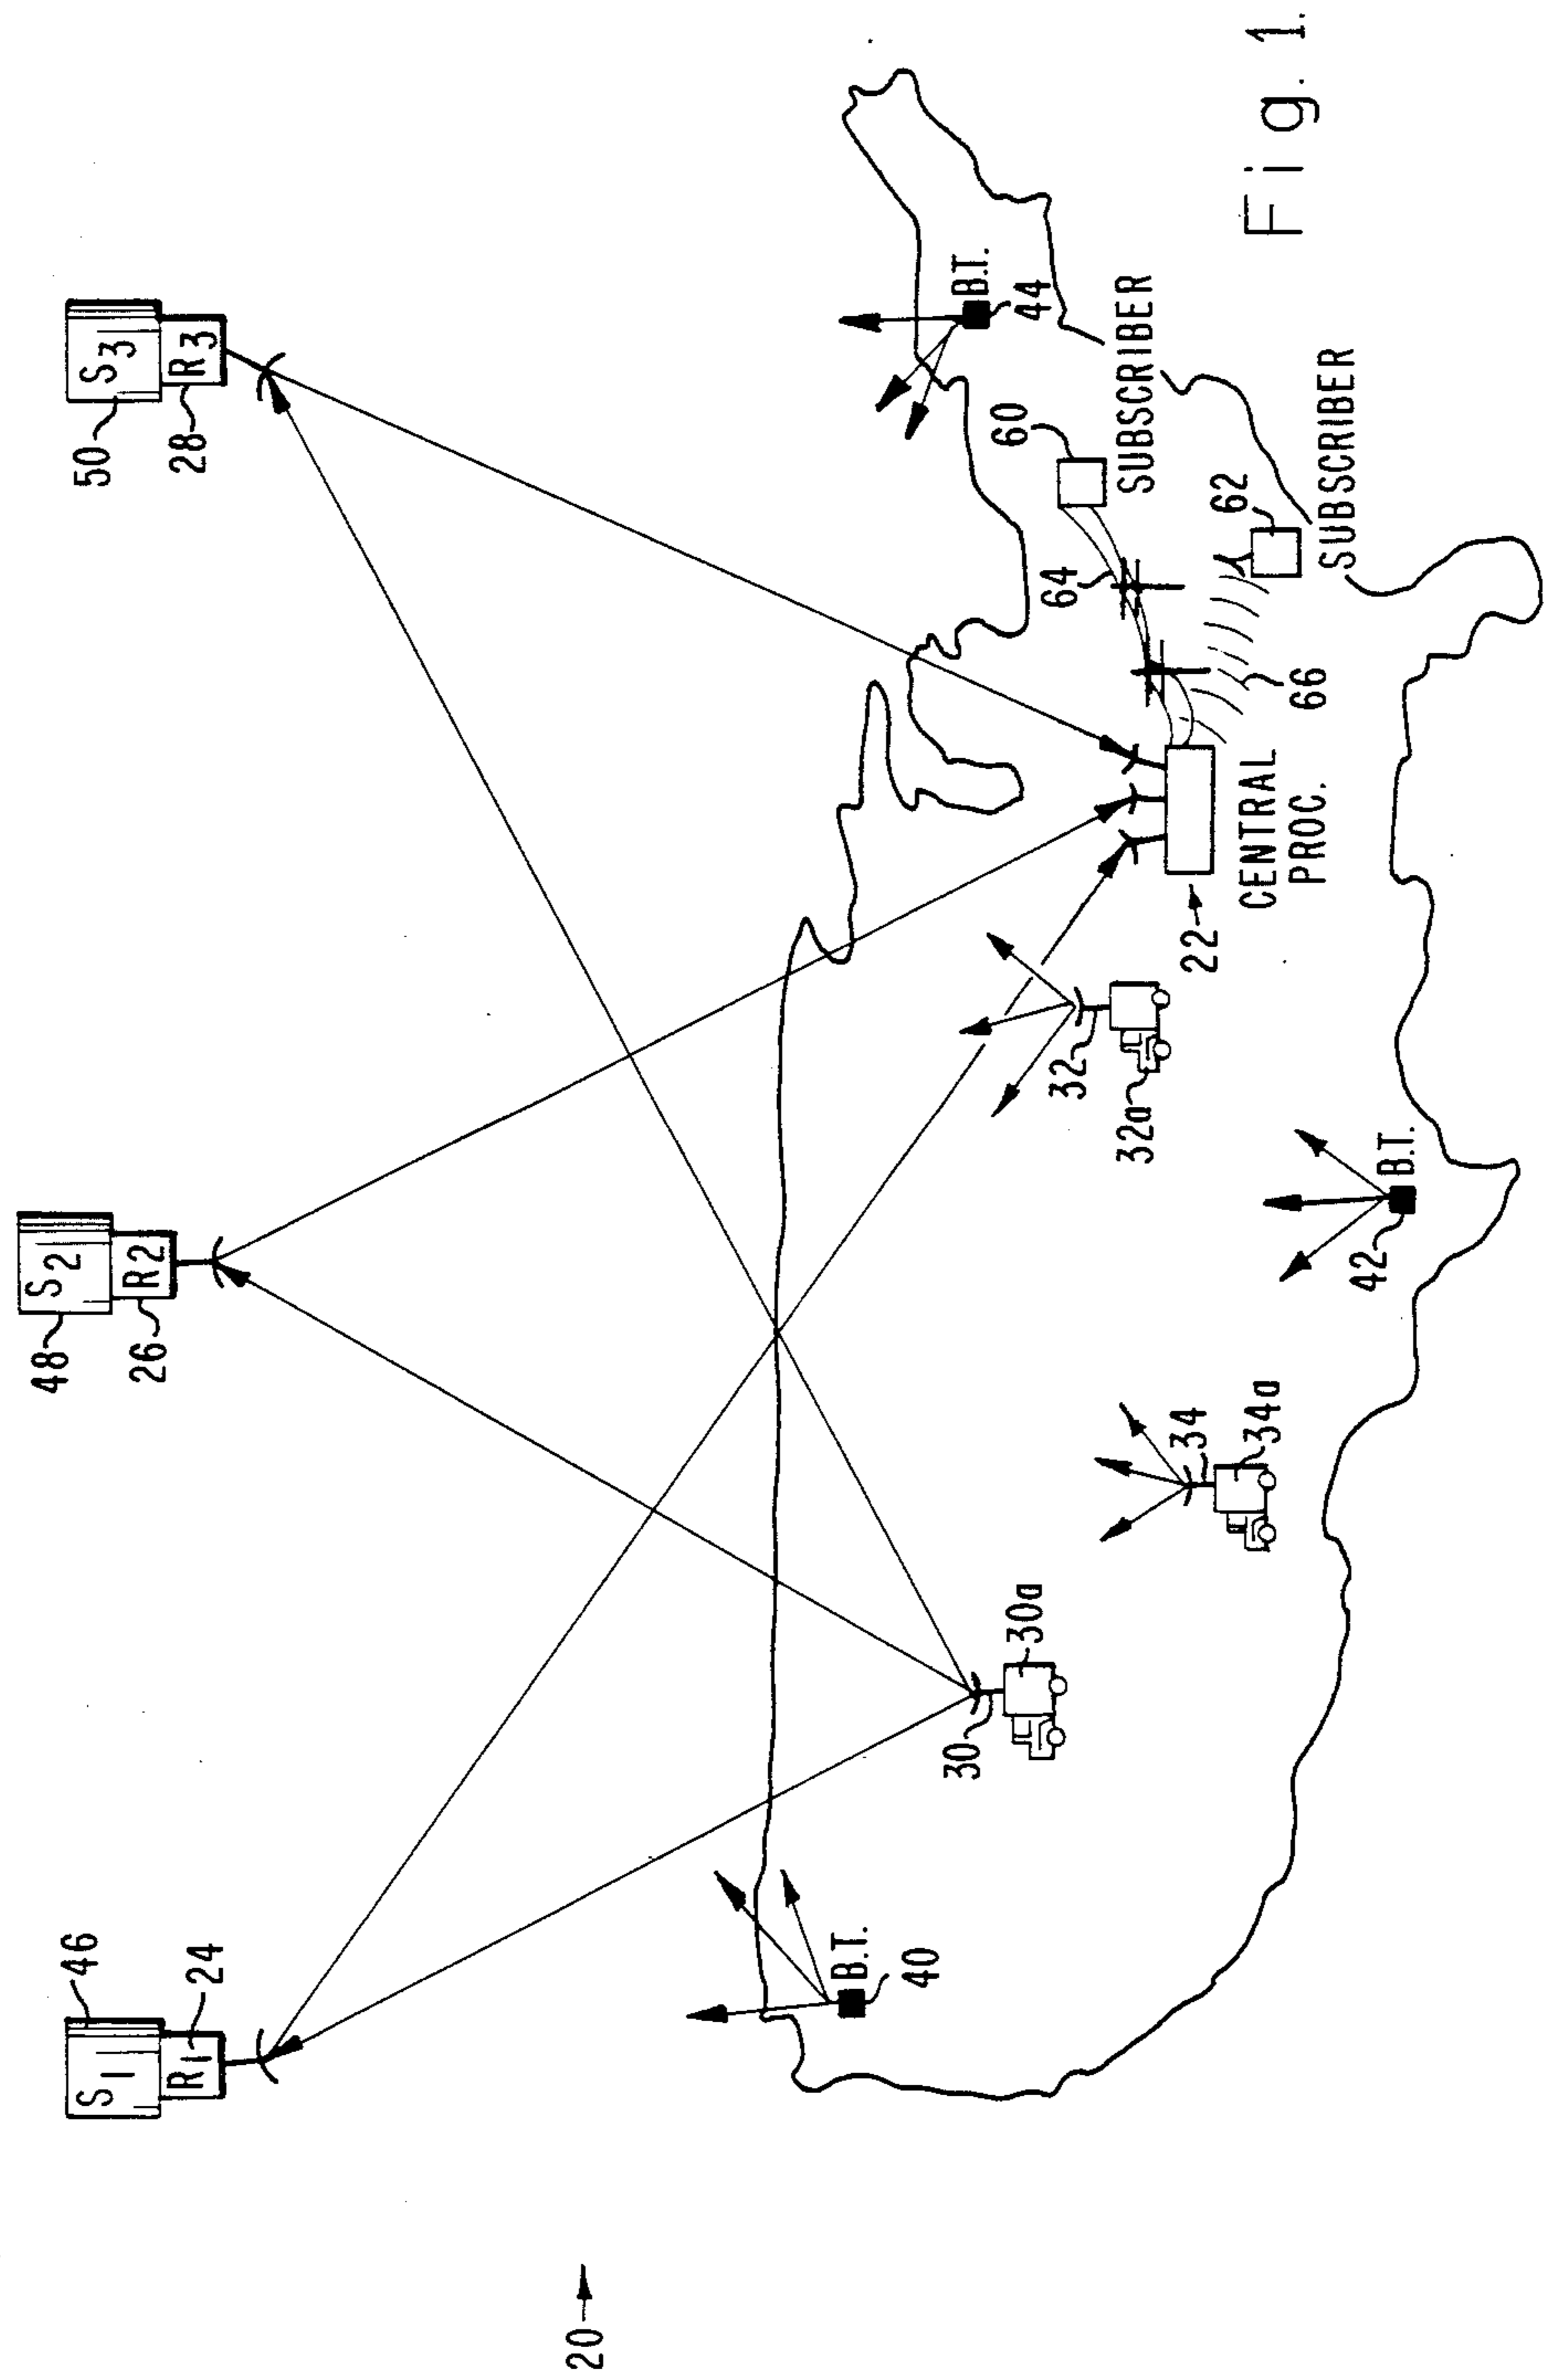 20
46
S1
R1
24
48
S2
R2
26
50
S3
R3
28
B.T.
40
30
30a
34
34a
32
32a
B.T.
42
22
CENTRAL
PROC.
64
66
60
SUBSCRIBER
62
SUBSCRIBER
B.T.
44
Fig. 1.